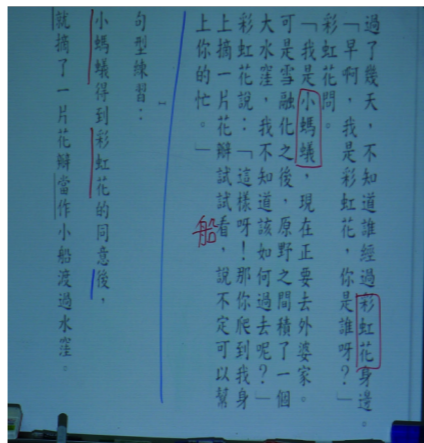 過了幾天，不知道誰經過彩虹花身邊。
「早啊，我是彩虹花，你是誰呀？」
彩虹花問。
「我是小螞蟻，現在正要去外婆家。
可是雪融化之後，原野之間積了一個
大水窪，我不知道該如何過去呢？」
彩虹花說：「這樣呀！那你爬到我身
上摘一片花瓣試試看，說不定可以幫
船
上你的忙。」
句型練習：
小螞蟻得到彩虹花的同意後，
就摘了一片花瓣當作小船渡過水窪。